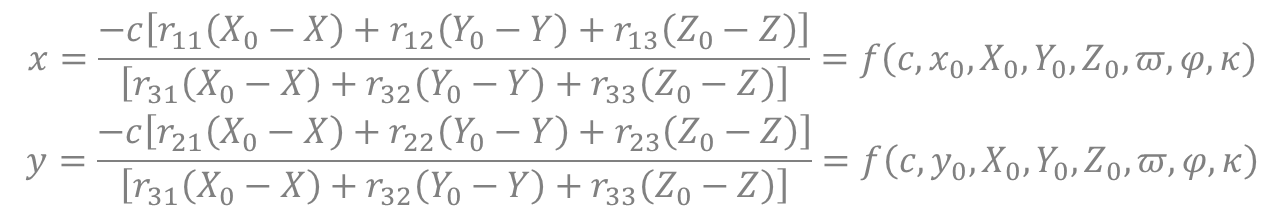 x = −c[r₁₁(X₀ − X) + r₁₂(Y₀ − Y) + r₁₃(Z₀ − Z)] / [r₃₁(X₀ − X) + r₃₂(Y₀ − Y) + r₃₃(Z₀ − Z)] = f(c, x₀, X₀, Y₀, Z₀, ϖ, φ, κ)
y = −c[r₂₁(X₀ − X) + r₂₂(Y₀ − Y) + r₂₃(Z₀ − Z)] / [r₃₁(X₀ − X) + r₃₂(Y₀ − Y) + r₃₃(Z₀ − Z)] = f(c, y₀, X₀, Y₀, Z₀, ϖ, φ, κ)